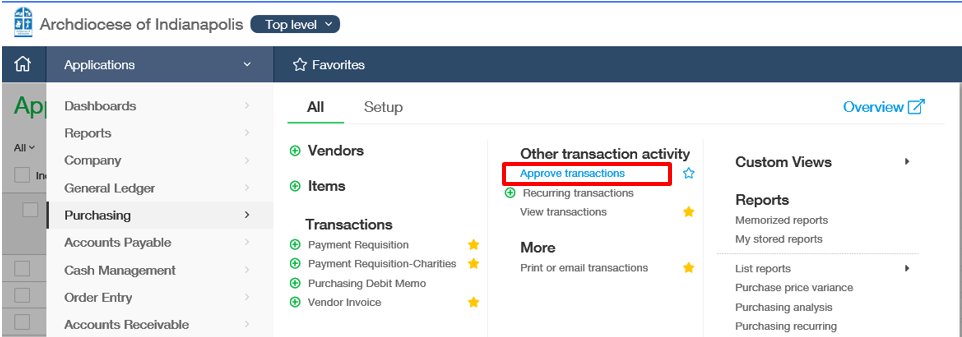 Archdiocese of Indianapolis
Top level
Applications
Favorites
App
All
Dashboards
Reports
Company
General Ledger
Purchasing
Accounts Payable
Cash Management
Order Entry
Accounts Receivable
All
Setup
Overview
Vendors
Items
Transactions
Payment Requisition
Payment Requisition-Charities
Purchasing Debit Memo
Vendor Invoice
Other transaction activity
Approve transactions
Recurring transactions
View transactions
More
Print or email transactions
Custom Views
Reports
Memorized reports
My stored reports
List reports
Purchase price variance
Purchasing analysis
Purchasing recurring